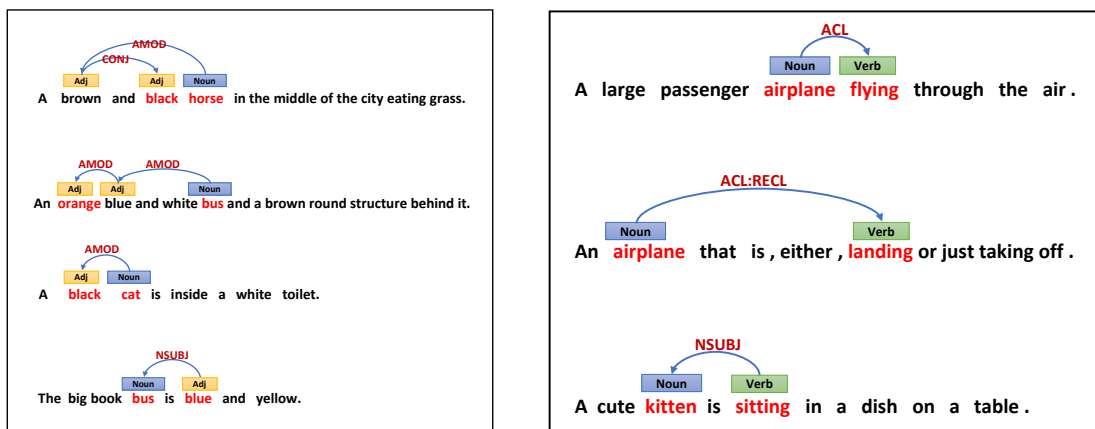 AMOD
CONJ
Adj Adj Noun
A brown and black horse in the middle of the city eating grass.
AMOD AMOD
Adj Adj Noun
An orange blue and white bus and a brown round structure behind it.
AMOD
Adj Noun
A black cat is inside a white toilet.
NSUBJ
Noun Adj
The big book bus is blue and yellow.
ACL
Noun Verb
A large passenger airplane flying through the air .
ACL:RECL
Noun Verb
An airplane that is , either , landing or just taking off .
NSUBJ
Noun Verb
A cute kitten is sitting in a dish on a table .